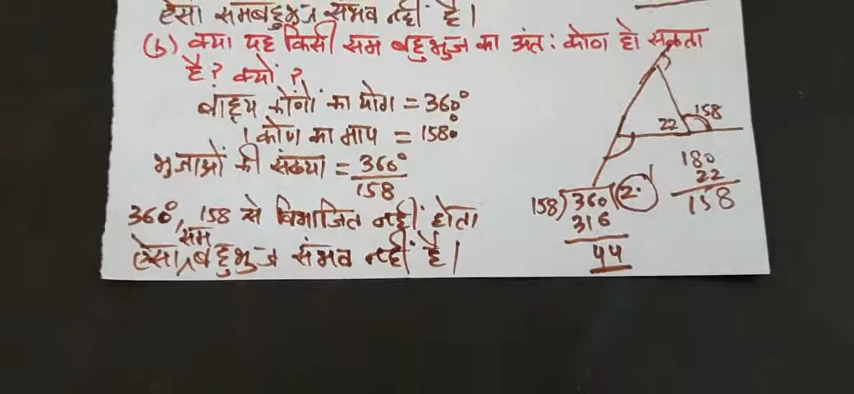 ऐसा समबहुभुज संभव नहीं है।
(b) क्या यह किसी सम बहुभुज का अंत: कोण हो सकता
है? क्यों?
बाह्य कोणों का योग = 360°
1 कोण का माप = 158°
भुजाओं की संख्या = 360°
158
360°, 158 से विभाजित नहीं होता
सम
ऐसा बहुभुज संभव नहीं है।
158
22
180
22
158
158) 360 (2.
316
44